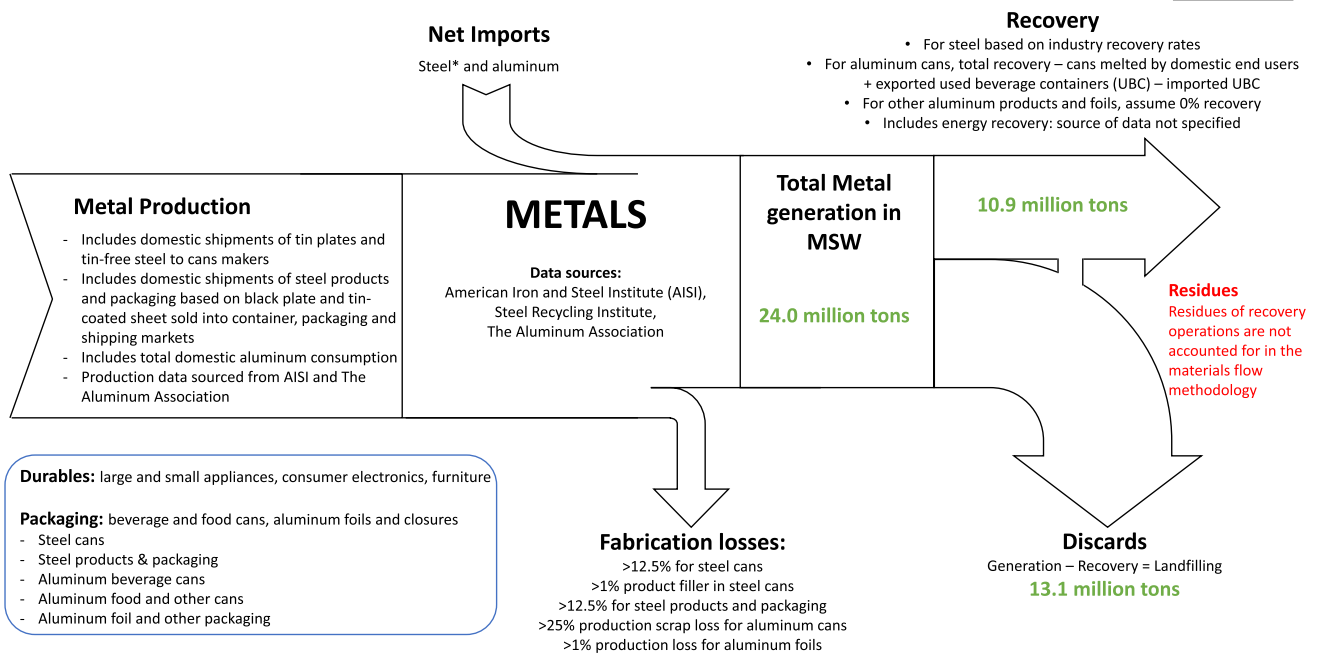 Net Imports
Steel* and aluminum
Recovery
• For steel based on industry recovery rates
• For aluminum cans, total recovery – cans melted by domestic end users
+ exported used beverage containers (UBC) – imported UBC
• For other aluminum products and foils, assume 0% recovery
• Includes energy recovery: source of data not specified
Metal Production
- Includes domestic shipments of tin plates and
tin-free steel to cans makers
- Includes domestic shipments of steel products
and packaging based on black plate and tin-
coated sheet sold into container, packaging and
shipping markets
- Includes total domestic aluminum consumption
- Production data sourced from AISI and The
Aluminum Association
METALS
Data sources:
American Iron and Steel Institute (AISI),
Steel Recycling Institute,
The Aluminum Association
Total Metal
generation in
MSW
24.0 million tons
10.9 million tons
Residues
Residues of recovery
operations are not
accounted for in the
materials flow
methodology
Durables: large and small appliances, consumer electronics, furniture
Packaging: beverage and food cans, aluminum foils and closures
- Steel cans
- Steel products & packaging
- Aluminum beverage cans
- Aluminum food and other cans
- Aluminum foil and other packaging
Fabrication losses:
>12.5% for steel cans
>1% product filler in steel cans
>12.5% for steel products and packaging
>25% production scrap loss for aluminum cans
>1% production loss for aluminum foils
Discards
Generation – Recovery = Landfilling
13.1 million tons